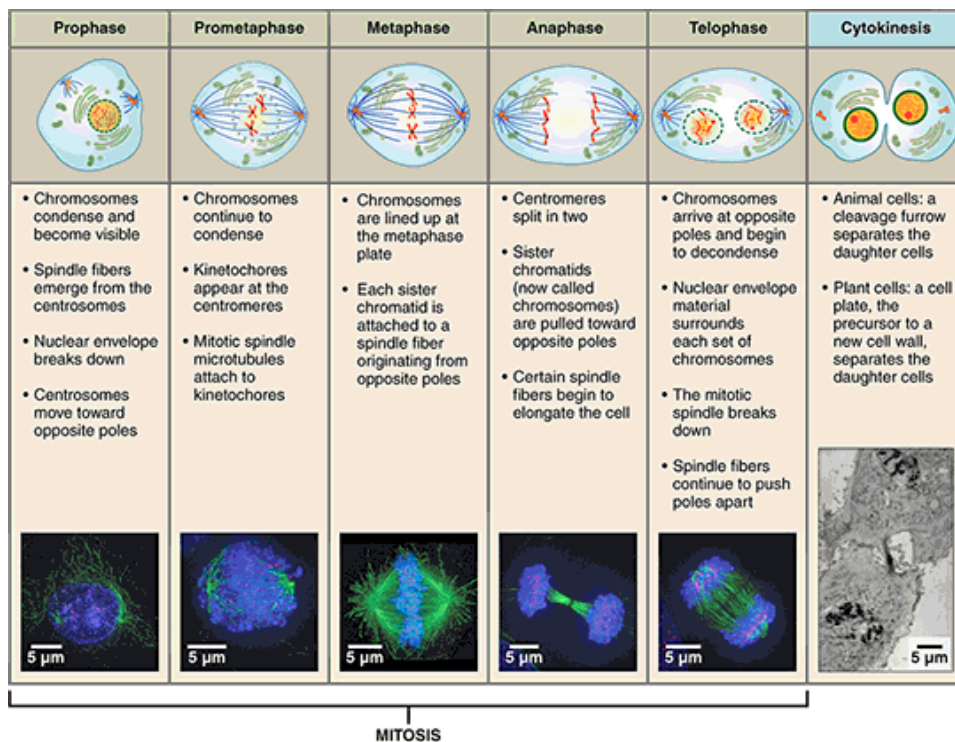 Prophase
Prometaphase
Metaphase
Anaphase
Telophase
Cytokinesis
• Chromosomes
condense and
become visible
• Spindle fibers
emerge from the
centrosomes
• Nuclear envelope
breaks down
• Centrosomes
move toward
opposite poles
• Chromosomes
continue to
condense
• Kinetochores
appear at the
centromeres
• Mitotic spindle
microtubules
attach to
kinetochores
• Chromosomes
are lined up at
the metaphase
plate
• Each sister
chromatid is
attached to a
spindle fiber
originating from
opposite poles
• Centromeres
split in two
• Sister
chromatids
(now called
chromosomes)
are pulled toward
opposite poles
• Certain spindle
fibers begin to
elongate the cell
• Chromosomes
arrive at opposite
poles and begin
to decondense
• Nuclear envelope
material
surrounds
each set of
chromosomes
• The mitotic
spindle breaks
down
• Spindle fibers
continue to push
poles apart
• Animal cells: a
cleavage furrow
separates the
daughter cells
• Plant cells: a cell
plate, the
precursor to a
new cell wall,
separates the
daughter cells
5 µm
5 µm
5 µm
5 µm
5 µm
5 µm
MITOSIS